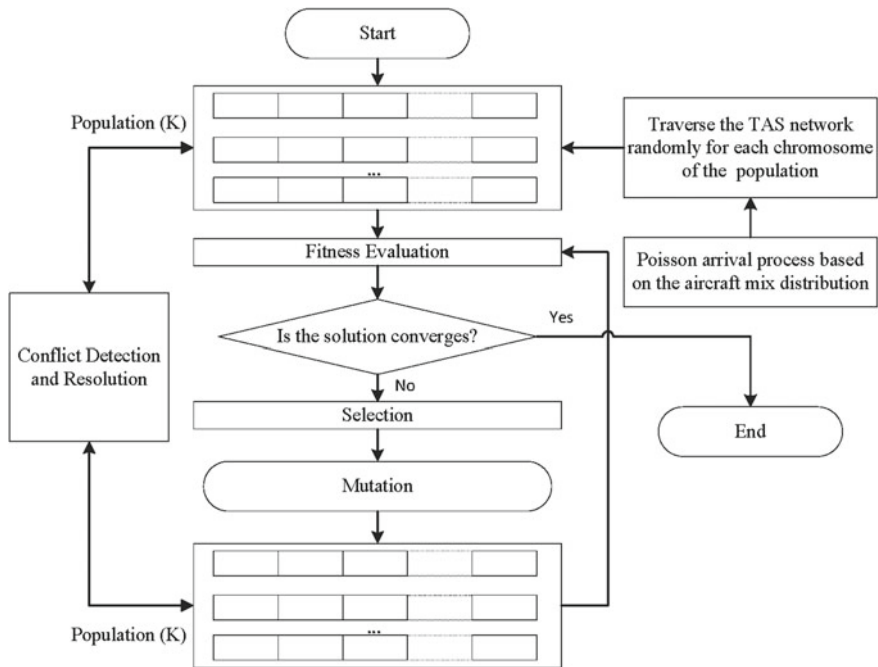 Start
Population (K)
...
Traverse the TAS network
randomly for each chromosome
of the population
Fitness Evaluation
Poisson arrival process based
on the aircraft mix distribution
Is the solution converges?
Yes
No
Conflict Detection
and Resolution
Selection
End
Mutation
...
Population (K)